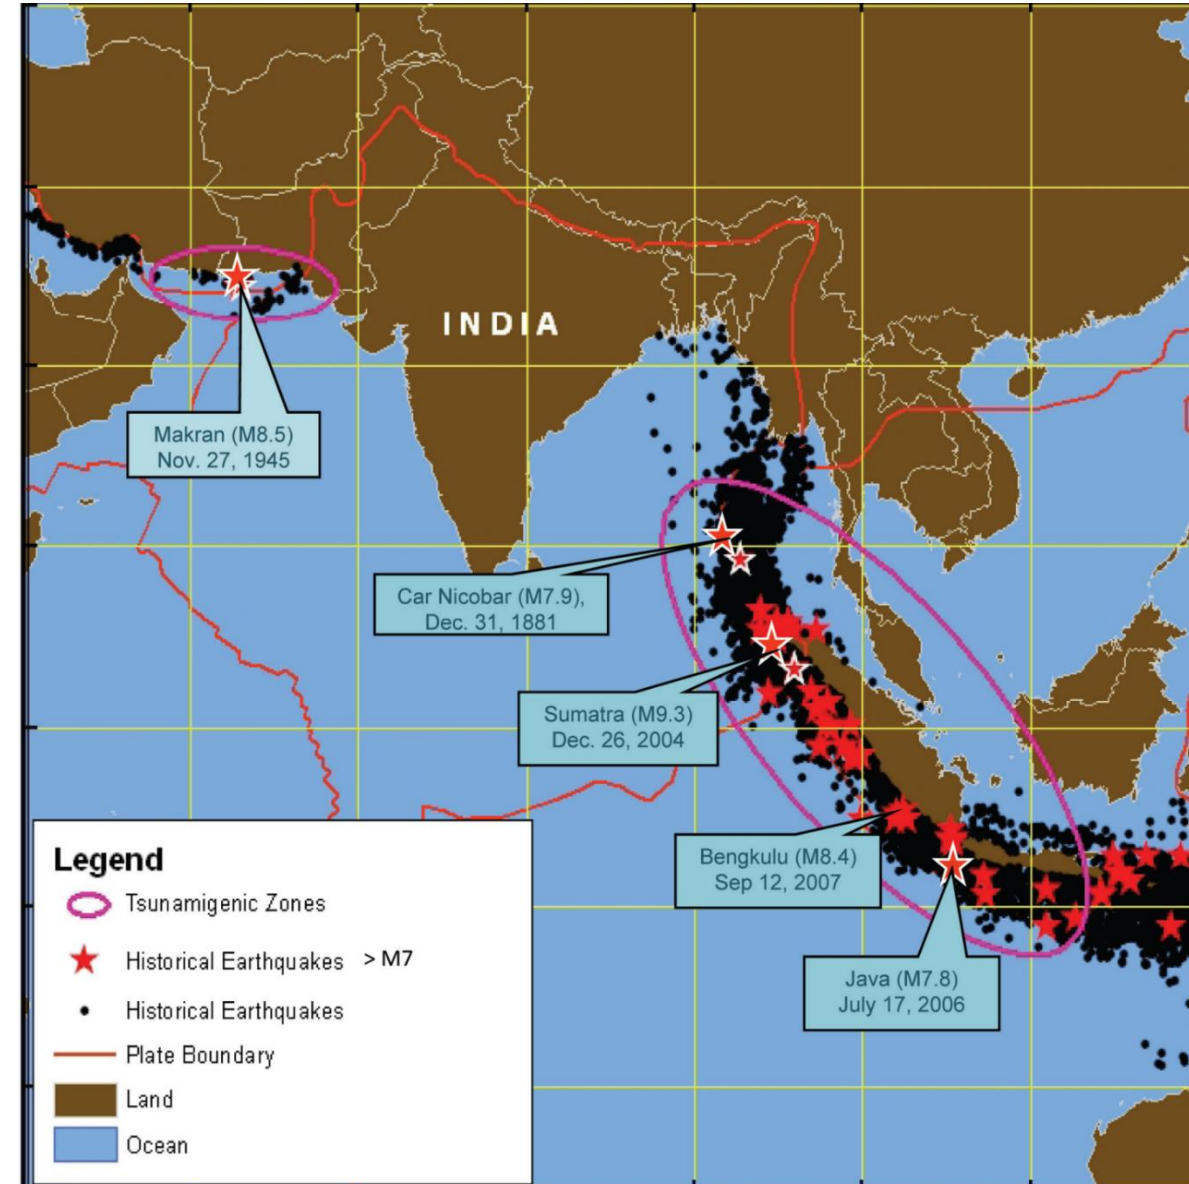 INDIA
Makran (M8.5)
Nov. 27, 1945
Car Nicobar (M7.9),
Dec. 31, 1881
Sumatra (M9.3)
Dec. 26, 2004
Bengkulu (M8.4)
Sep 12, 2007
Java (M7.8)
July 17, 2006
Legend
Tsunamigenic Zones
Historical Earthquakes > M7
Historical Earthquakes
Plate Boundary
Land
Ocean